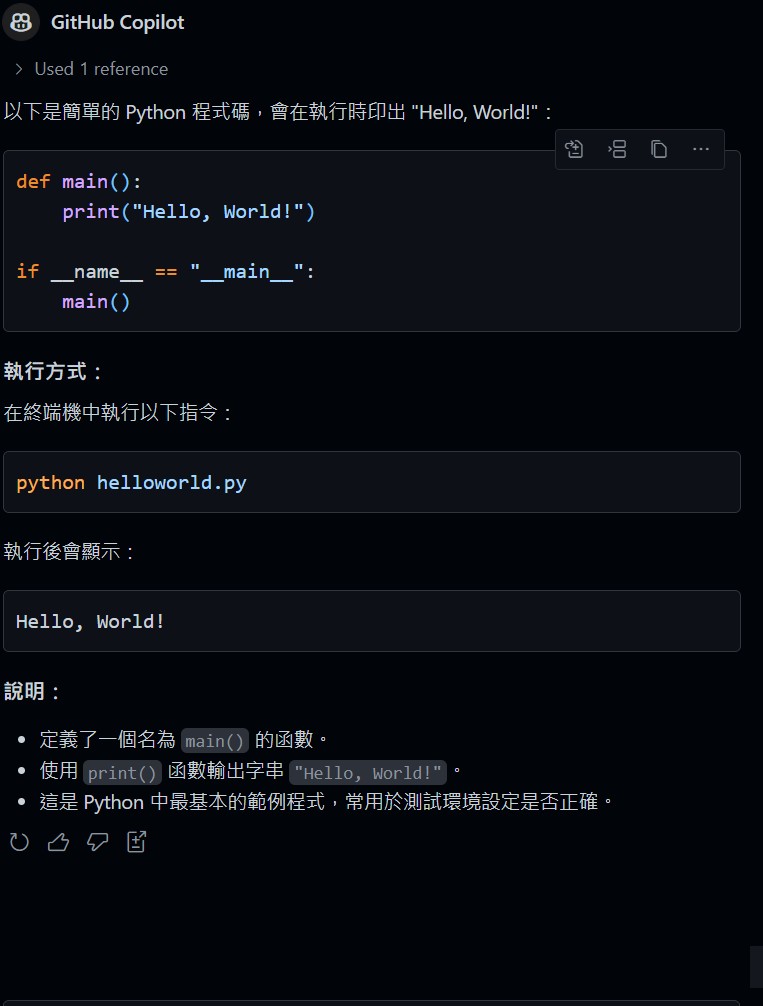 GitHub Copilot
Used 1 reference
以下是簡單的 Python 程式碼，會在執行時印出 "Hello, World!"：
def main():
    print("Hello, World!")
if __name__ == "__main__":
    main()
執行方式：
在終端機中執行以下指令：
python helloworld.py
執行後會顯示：
Hello, World!
說明：
定義了一個名為 main() 的函數。
使用 print() 函數輸出字串 "Hello, World!" 。
這是 Python 中最基本的範例程式，常用於測試環境設定是否正確。